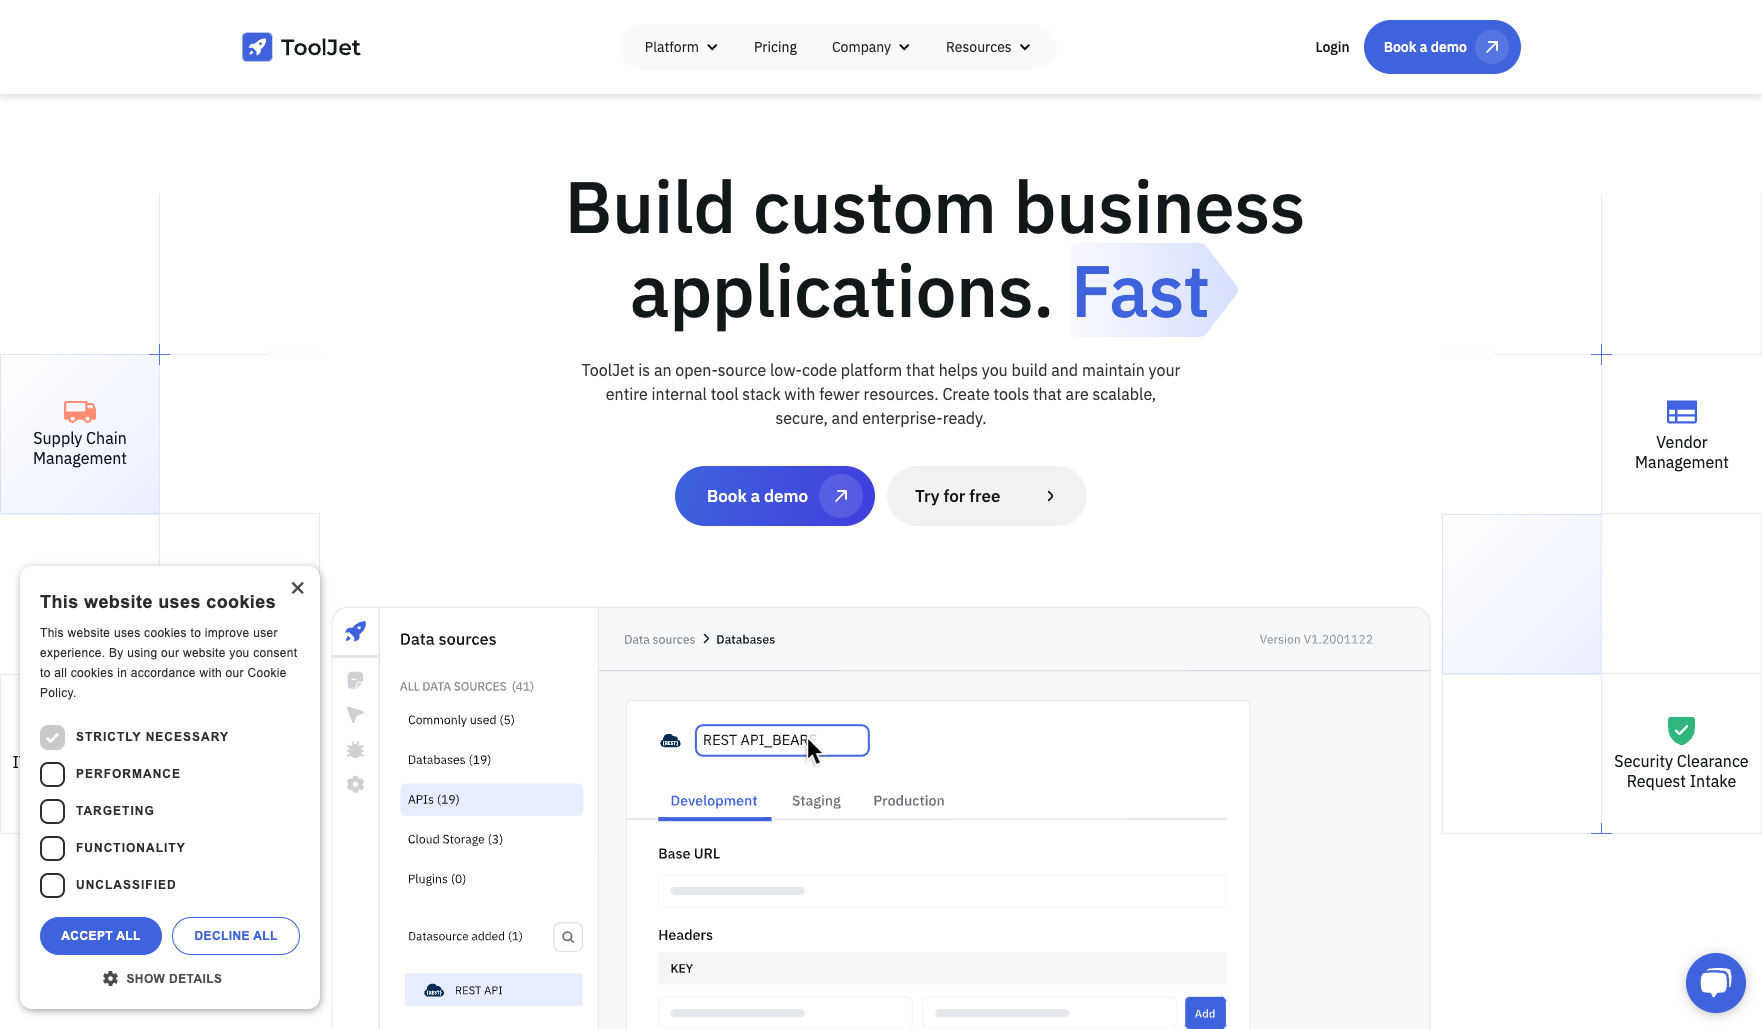 ToolJet
Platform
Pricing
Company
Resources
Login
Book a demo
Build custom business
applications. Fast
ToolJet is an open-source low-code platform that helps you build and maintain your
entire internal tool stack with fewer resources. Create tools that are scalable,
secure, and enterprise-ready.
Book a demo
Try for free
Supply Chain
Management
Vendor
Management
Security Clearance
Request Intake
This website uses cookies
This website uses cookies to improve user
experience. By using our website you consent
to all cookies in accordance with our Cookie
Policy.
STRICTLY NECESSARY
PERFORMANCE
TARGETING
FUNCTIONALITY
UNCLASSIFIED
ACCEPT ALL
DECLINE ALL
SHOW DETAILS
Data sources
ALL DATA SOURCES (41)
Commonly used (5)
Databases (19)
APIs (19)
Cloud Storage (3)
Plugins (0)
Datasource added (1)
{REST}
REST API
Data sources > Databases
Version V1.2001122
{REST}
REST API_BEARE
Development
Staging
Production
Base URL
Headers
KEY
Add